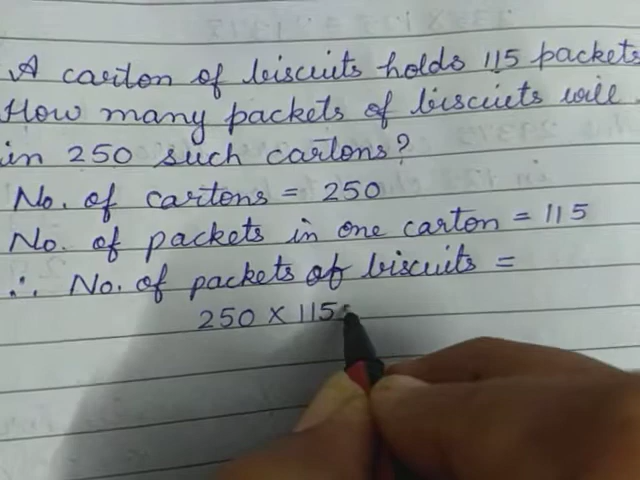 A carton of biscuits holds 115 packets
How many packets of biscuits will
in 250 such cartons?
No. of cartons = 250
No. of packets in one carton = 115
∴ No. of packets of biscuits =
250 × 115